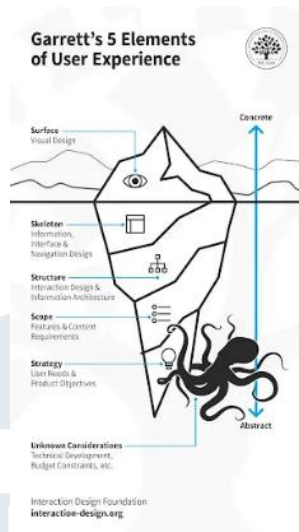 Garrett's 5 Elements
of User Experience
Concrete
Surface
Visual Design
Skeleton
Information,
Interface &
Navigation Design
Structure
Interaction Design &
Information Architecture
Scope
Features & Content
Requirements
Strategy
User Needs &
Product Objectives
Abstract
Unknown Considerations
Technical Development,
Budget Constraints, etc.
Interaction Design Foundation
interaction-design.org